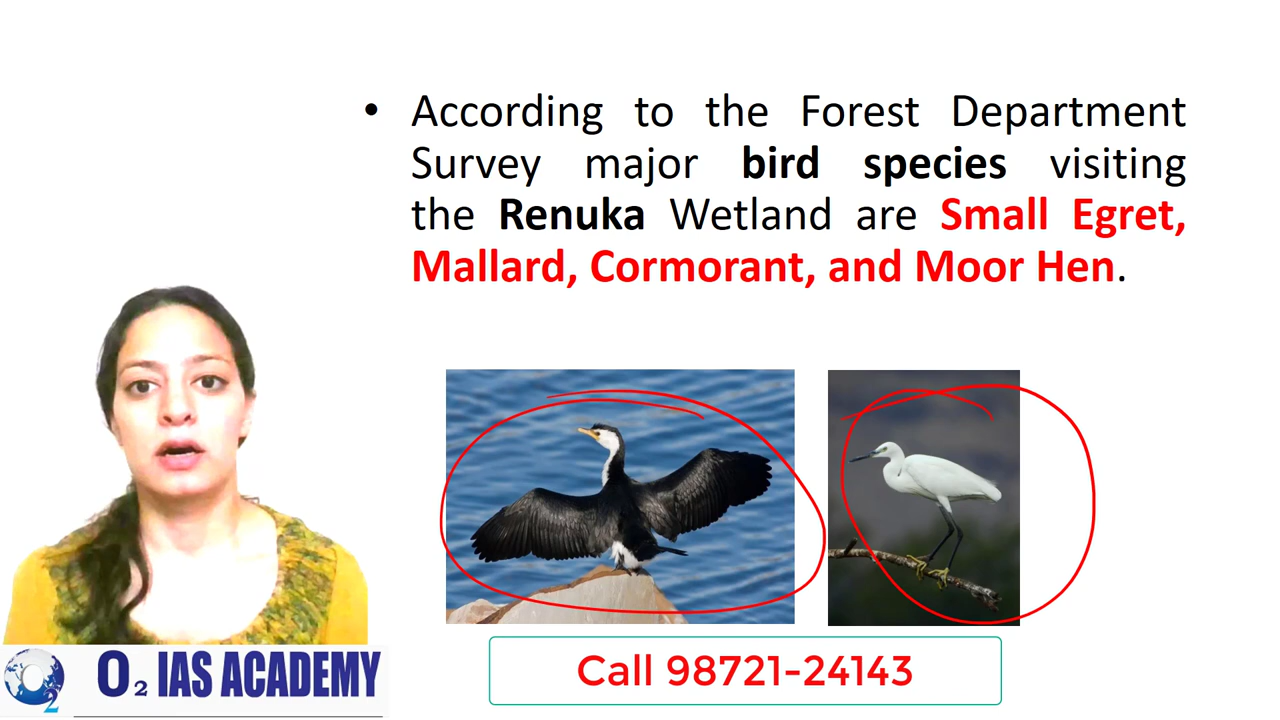 • According to the Forest Department
Survey major bird species visiting
the Renuka Wetland are Small Egret,
Mallard, Cormorant, and Moor Hen.
Call 98721-24143
O2 IAS ACADEMY
O2